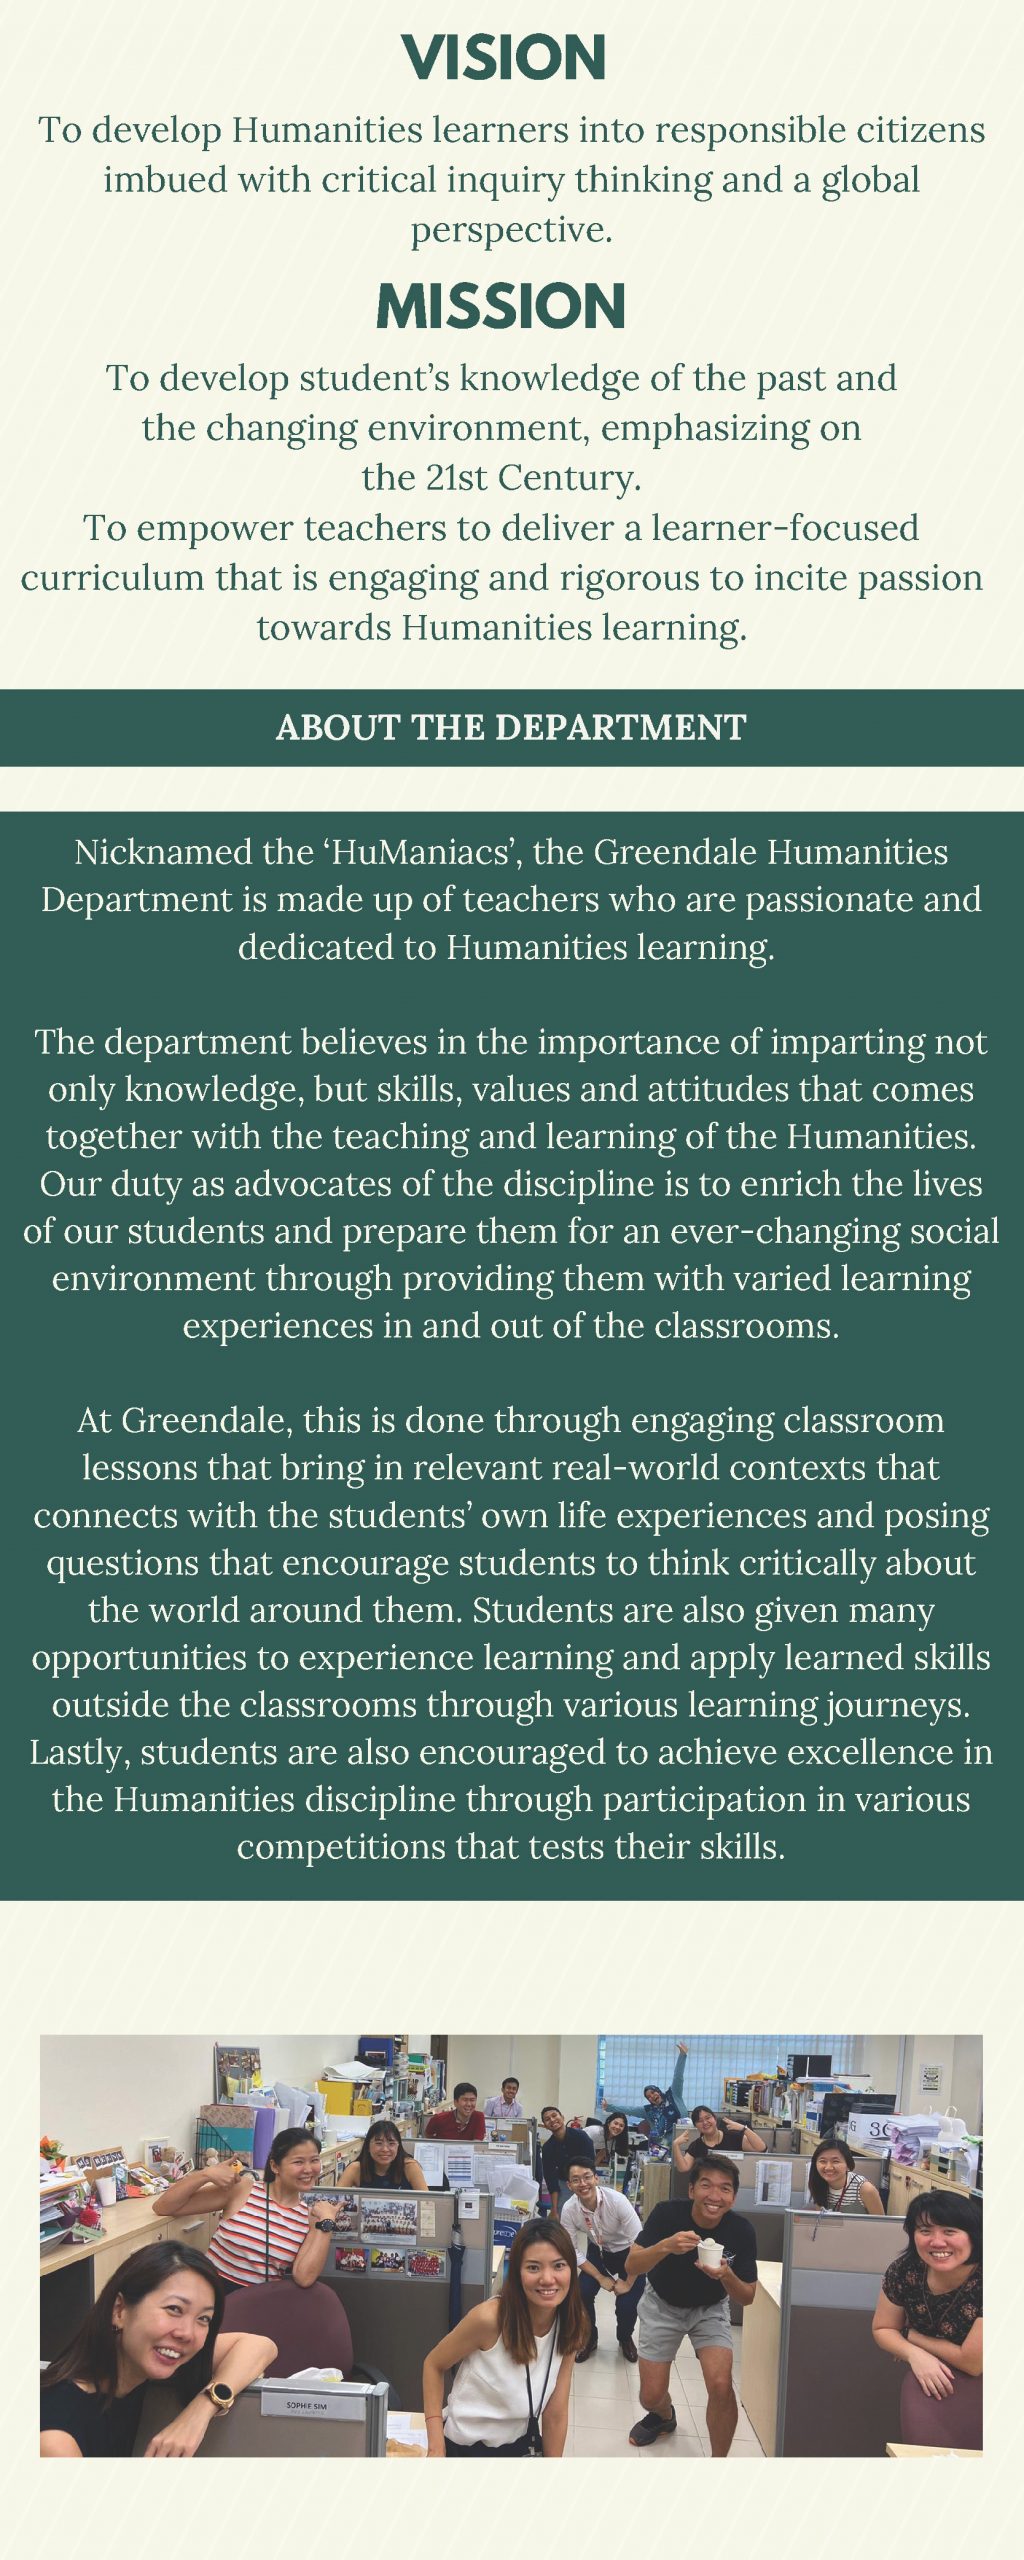 VISION
To develop Humanities learners into responsible citizens
imbued with critical inquiry thinking and a global
perspective.
MISSION
To develop student’s knowledge of the past and
the changing environment, emphasizing on
the 21st Century.
To empower teachers to deliver a learner-focused
curriculum that is engaging and rigorous to incite passion
towards Humanities learning.
ABOUT THE DEPARTMENT
Nicknamed the ‘HuManiacs’, the Greendale Humanities
Department is made up of teachers who are passionate and
dedicated to Humanities learning.
The department believes in the importance of imparting not
only knowledge, but skills, values and attitudes that comes
together with the teaching and learning of the Humanities.
Our duty as advocates of the discipline is to enrich the lives
of our students and prepare them for an ever-changing social
environment through providing them with varied learning
experiences in and out of the classrooms.
At Greendale, this is done through engaging classroom
lessons that bring in relevant real-world contexts that
connects with the students’ own life experiences and posing
questions that encourage students to think critically about
the world around them. Students are also given many
opportunities to experience learning and apply learned skills
outside the classrooms through various learning journeys.
Lastly, students are also encouraged to achieve excellence in
the Humanities discipline through participation in various
competitions that tests their skills.
SOPHIE SIM